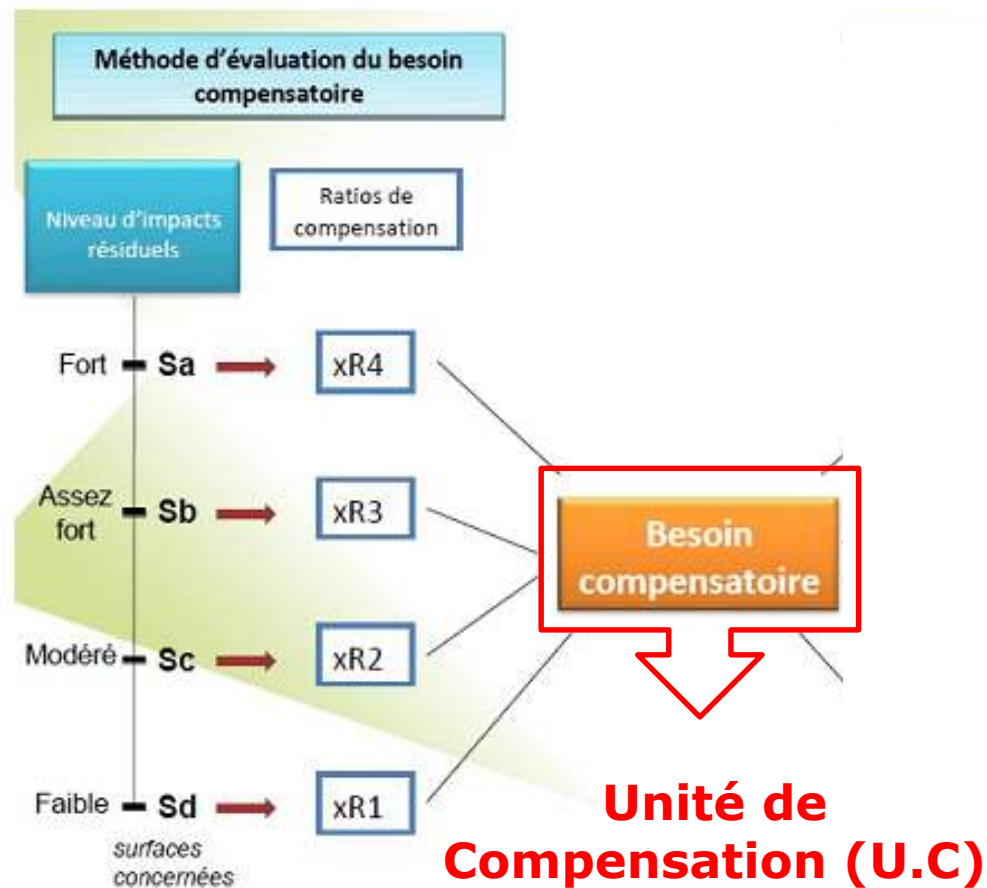 Méthode d'évaluation du besoin
compensatoire
Niveau d'impacts
résiduels
Ratios de
compensation
Fort Sa xR4
Assez
fort
Sb xR3
Modéré Sc xR2
Faible Sd xR1
surfaces
concernées
Besoin
compensatoire
Unité de
Compensation (U.C)